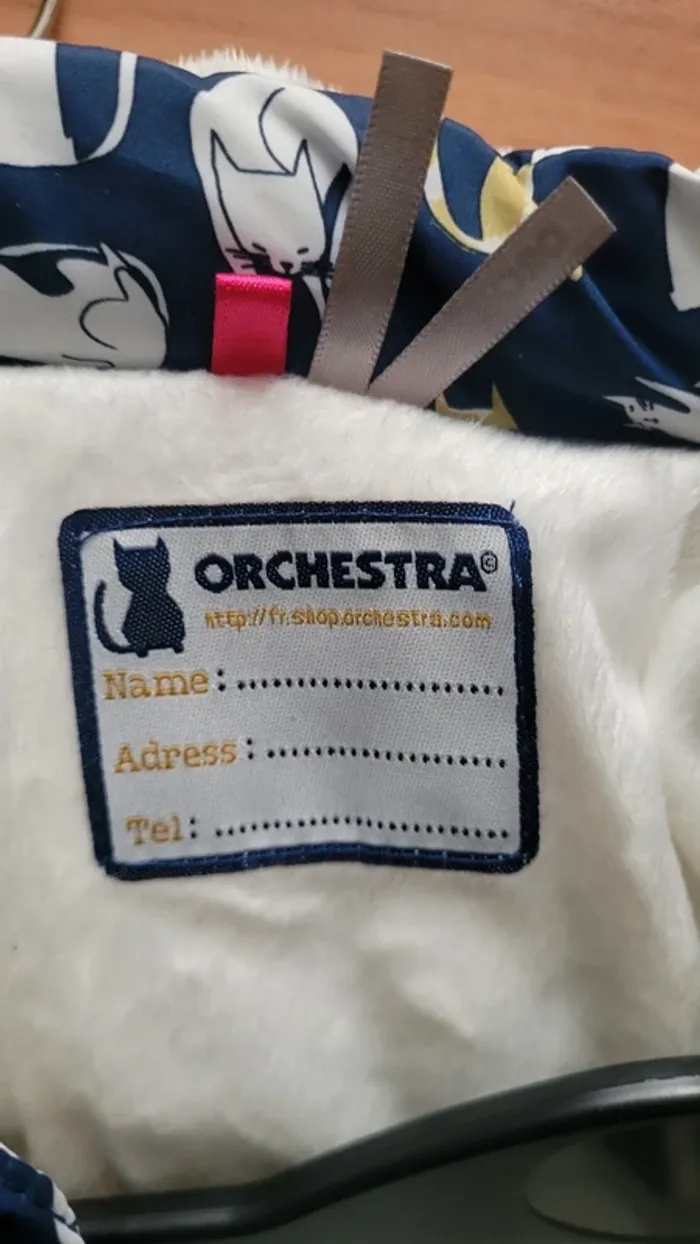 ORCHESTRA©
http://fr.shop.orchestra.com
Name:......................
Adress:....................
Tel:........................